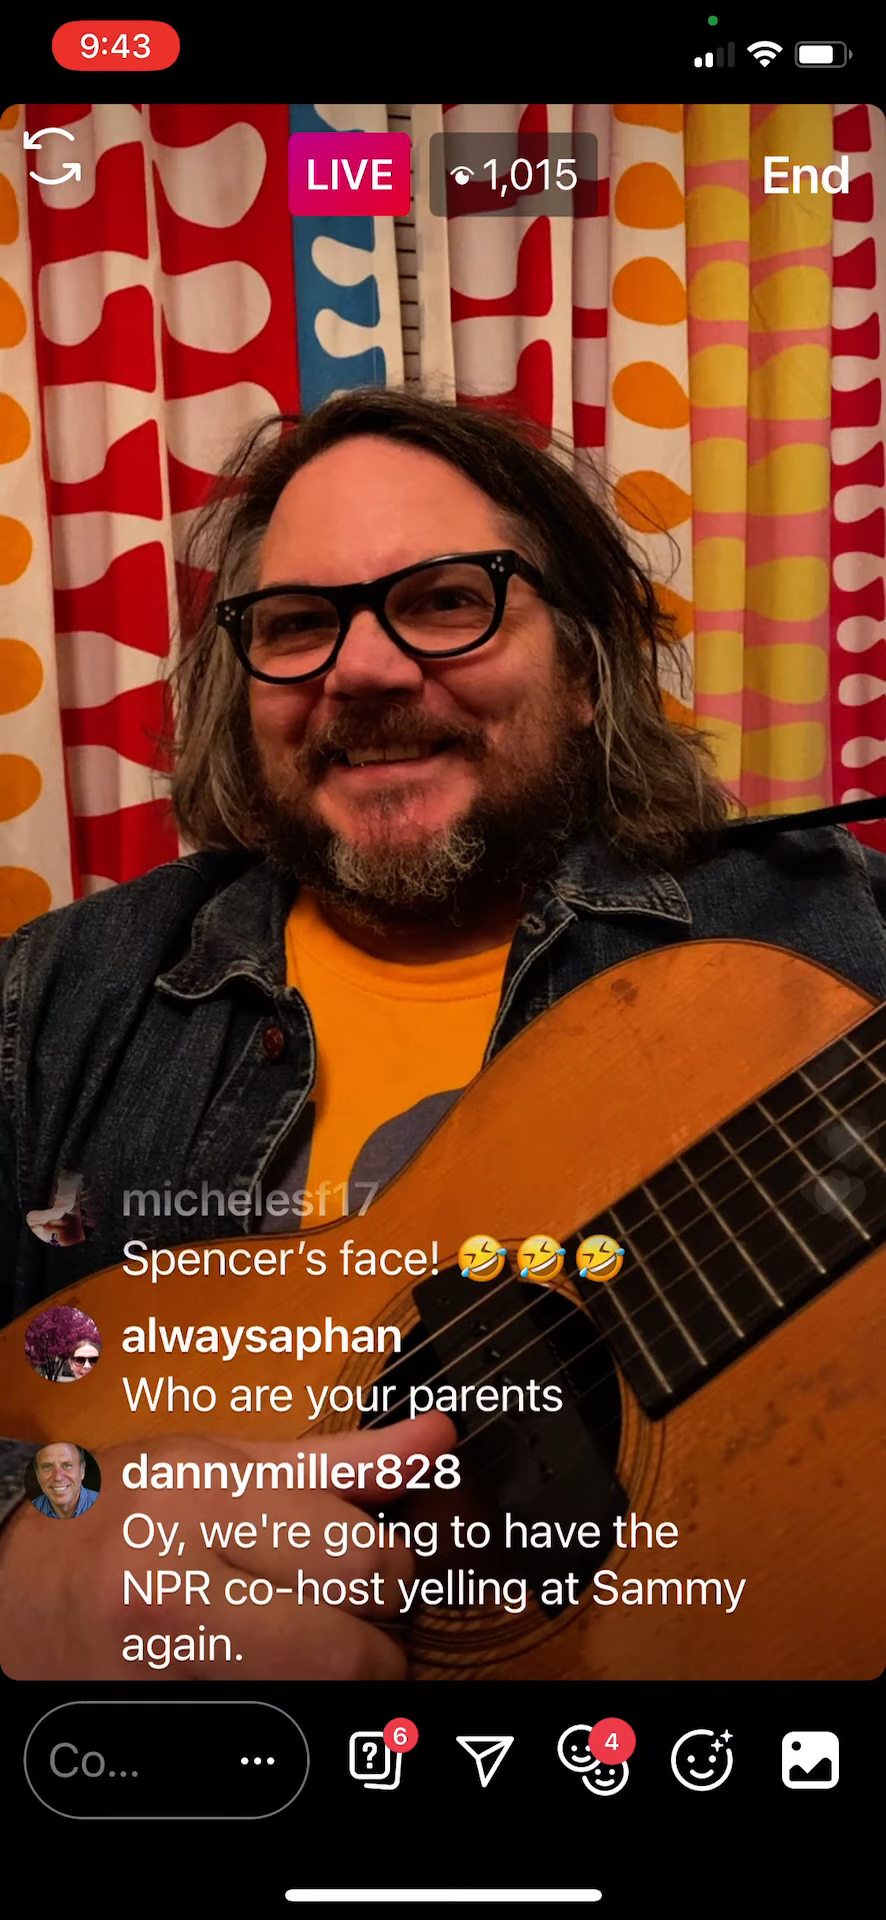 9:43
LIVE
1,015
End
michelesf17
Spencer's face! 🤣🤣🤣
alwaysaphan
Who are your parents
dannymiller828
Oy, we're going to have the
NPR co-host yelling at Sammy
again.
Co...
?
6
4